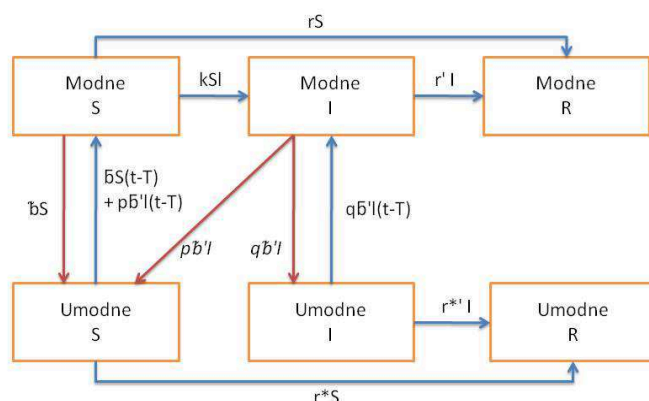 rS
Modne
S
kSI
Modne
I
r' I
Modne
R
ƀS
ƃS(t-T)
+ pƃ'I(t-T)
pƀ'I
qƀ'I
qƃ'I(t-T)
Umodne
S
Umodne
I
r*' I
Umodne
R
r*S